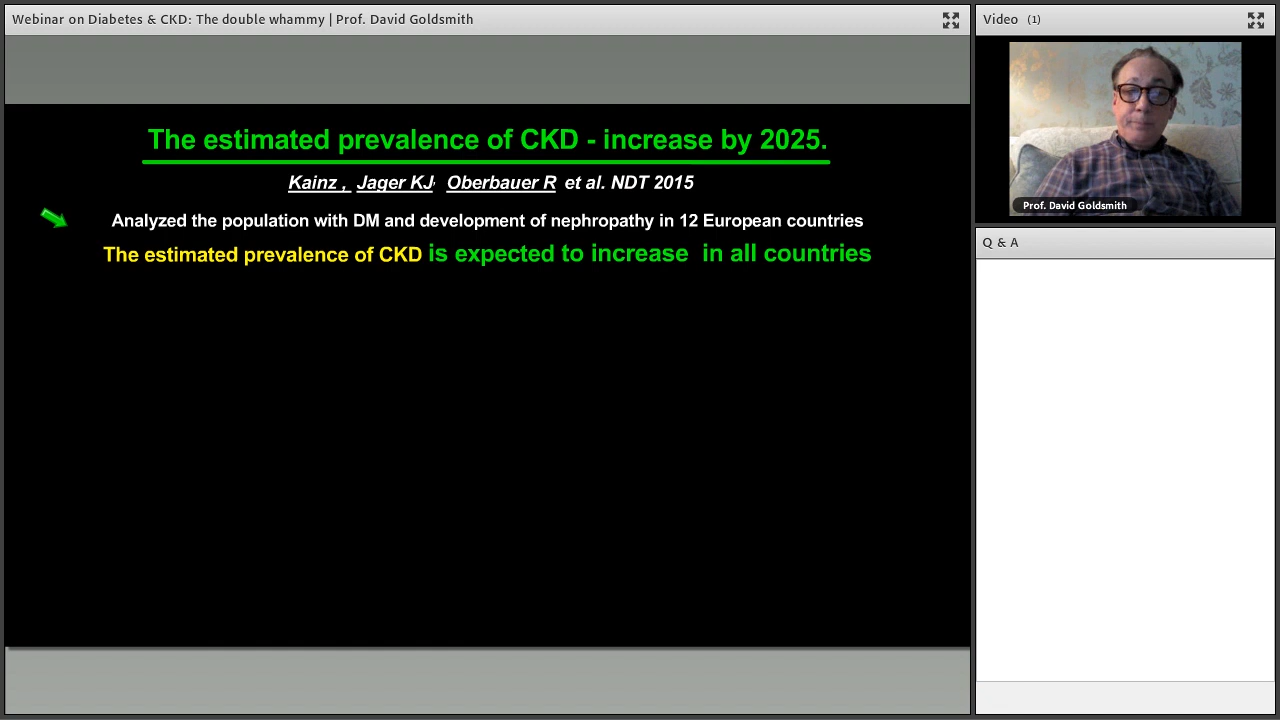 Webinar on Diabetes & CKD: The double whammy | Prof. David Goldsmith
The estimated prevalence of CKD - increase by 2025.
Kainz , Jager KJ, Oberbauer R et al. NDT 2015
Analyzed the population with DM and development of nephropathy in 12 European countries
The estimated prevalence of CKD is expected to increase in all countries
Video (1)
Prof. David Goldsmith
Q & A